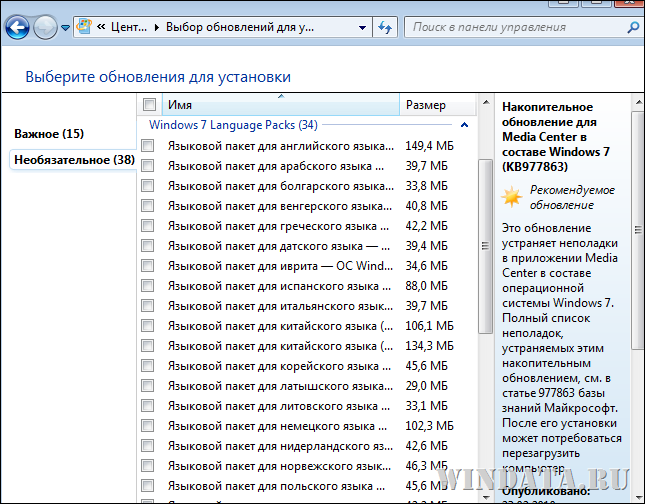 « Цент... ▸ Выбор обновлений для у...
Поиск в панели управления
Выберите обновления для установки
Важное (15)
Необязательное (38)
Имя Размер
Windows 7 Language Packs (34)
Языковой пакет для английского языка... 149,4 МБ
Языковой пакет для арабского языка ... 39,7 МБ
Языковой пакет для болгарского языка... 33,8 МБ
Языковой пакет для венгерского языка... 40,8 МБ
Языковой пакет для греческого языка ... 42,2 МБ
Языковой пакет для датского языка — ... 39,4 МБ
Языковой пакет для иврита — ОС Wind... 34,6 МБ
Языковой пакет для испанского языка ... 88,0 МБ
Языковой пакет для итальянского язык... 39,7 МБ
Языковой пакет для китайского языка (... 106,1 МБ
Языковой пакет для китайского языка (... 134,3 МБ
Языковой пакет для корейского языка ... 45,6 МБ
Языковой пакет для латышского языка ... 29,0 МБ
Языковой пакет для литовского языка ... 33,1 МБ
Языковой пакет для немецкого языка ... 102,3 МБ
Языковой пакет для нидерландского яз... 42,6 МБ
Языковой пакет для норвежского язык... 46,3 МБ
Языковой пакет для польского языка ... 45,6 МБ
Накопительное
обновление для
Media Center в
составе Windows 7
(KB977863)
Рекомендуемое
обновление
Это обновление
устраняет неполадки
в приложении Media
Center в составе
операционной
системы Windows 7.
Полный список
неполадок,
устраняемых этим
накопительным
обновлением, см. в
статье 977863 базы
знаний Майкрософт.
После его установки
может потребоваться
перезагрузить
компьютер.
Опубликовано:
WINDATA.RU